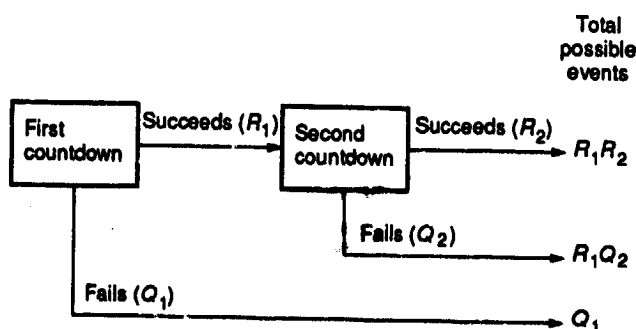 Total
possible
events
First
countdown
Succeeds (R1)
Second
countdown
Succeeds (R2)
R1R2
Fails (Q2)
R1Q2
Fails (Q1)
Q1